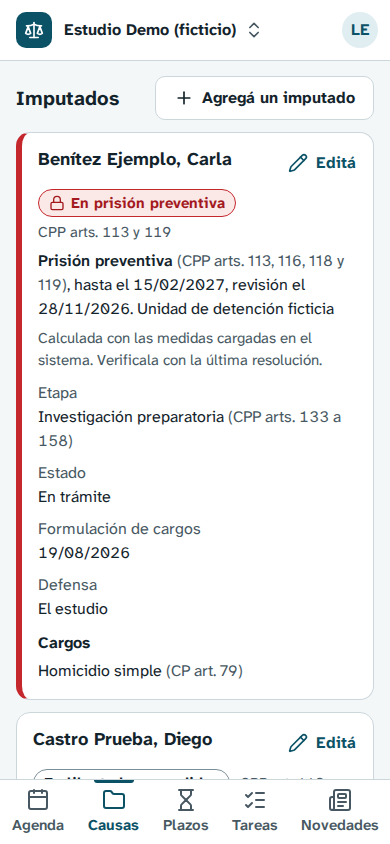 Estudio Demo (ficticio)
LE
Imputados
Agregá un imputado
Benítez Ejemplo, Carla
Editá
En prisión preventiva
CPP arts. 113 y 119
Prisión preventiva (CPP arts. 113, 116, 118 y
119), hasta el 15/02/2027, revisión el
28/11/2026. Unidad de detención ficticia
Calculada con las medidas cargadas en el
sistema. Verificala con la última resolución.
Etapa
Investigación preparatoria (CPP arts. 133 a
158)
Estado
En trámite
Formulación de cargos
19/08/2026
Defensa
El estudio
Cargos
Homicidio simple (CP art. 79)
Castro Prueba, Diego
Editá
Agenda
Causas
Plazos
Tareas
Novedades